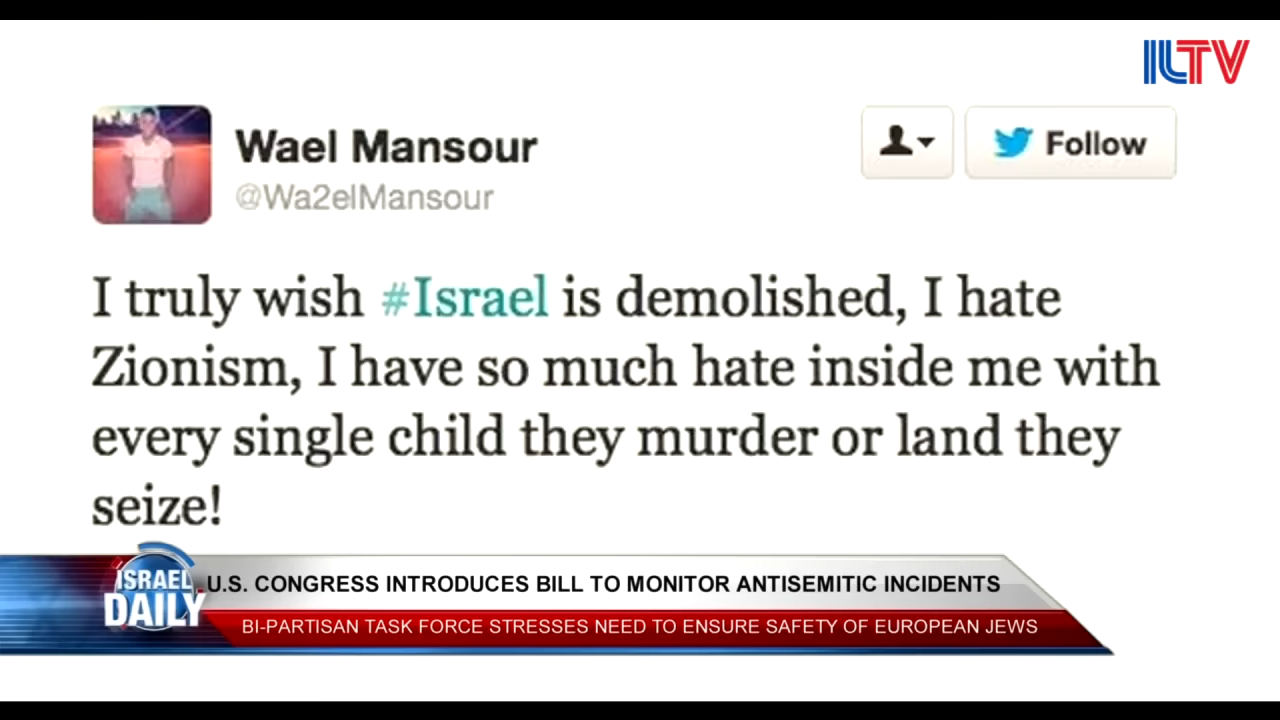 ILTV
Wael Mansour
@Wa2elMansour
Follow
I truly wish #Israel is demolished, I hate
Zionism, I have so much hate inside me with
every single child they murder or land they
seize!
ISRAEL
DAILY
U.S. CONGRESS INTRODUCES BILL TO MONITOR ANTISEMITIC INCIDENTS
BI-PARTISAN TASK FORCE STRESSES NEED TO ENSURE SAFETY OF EUROPEAN JEWS